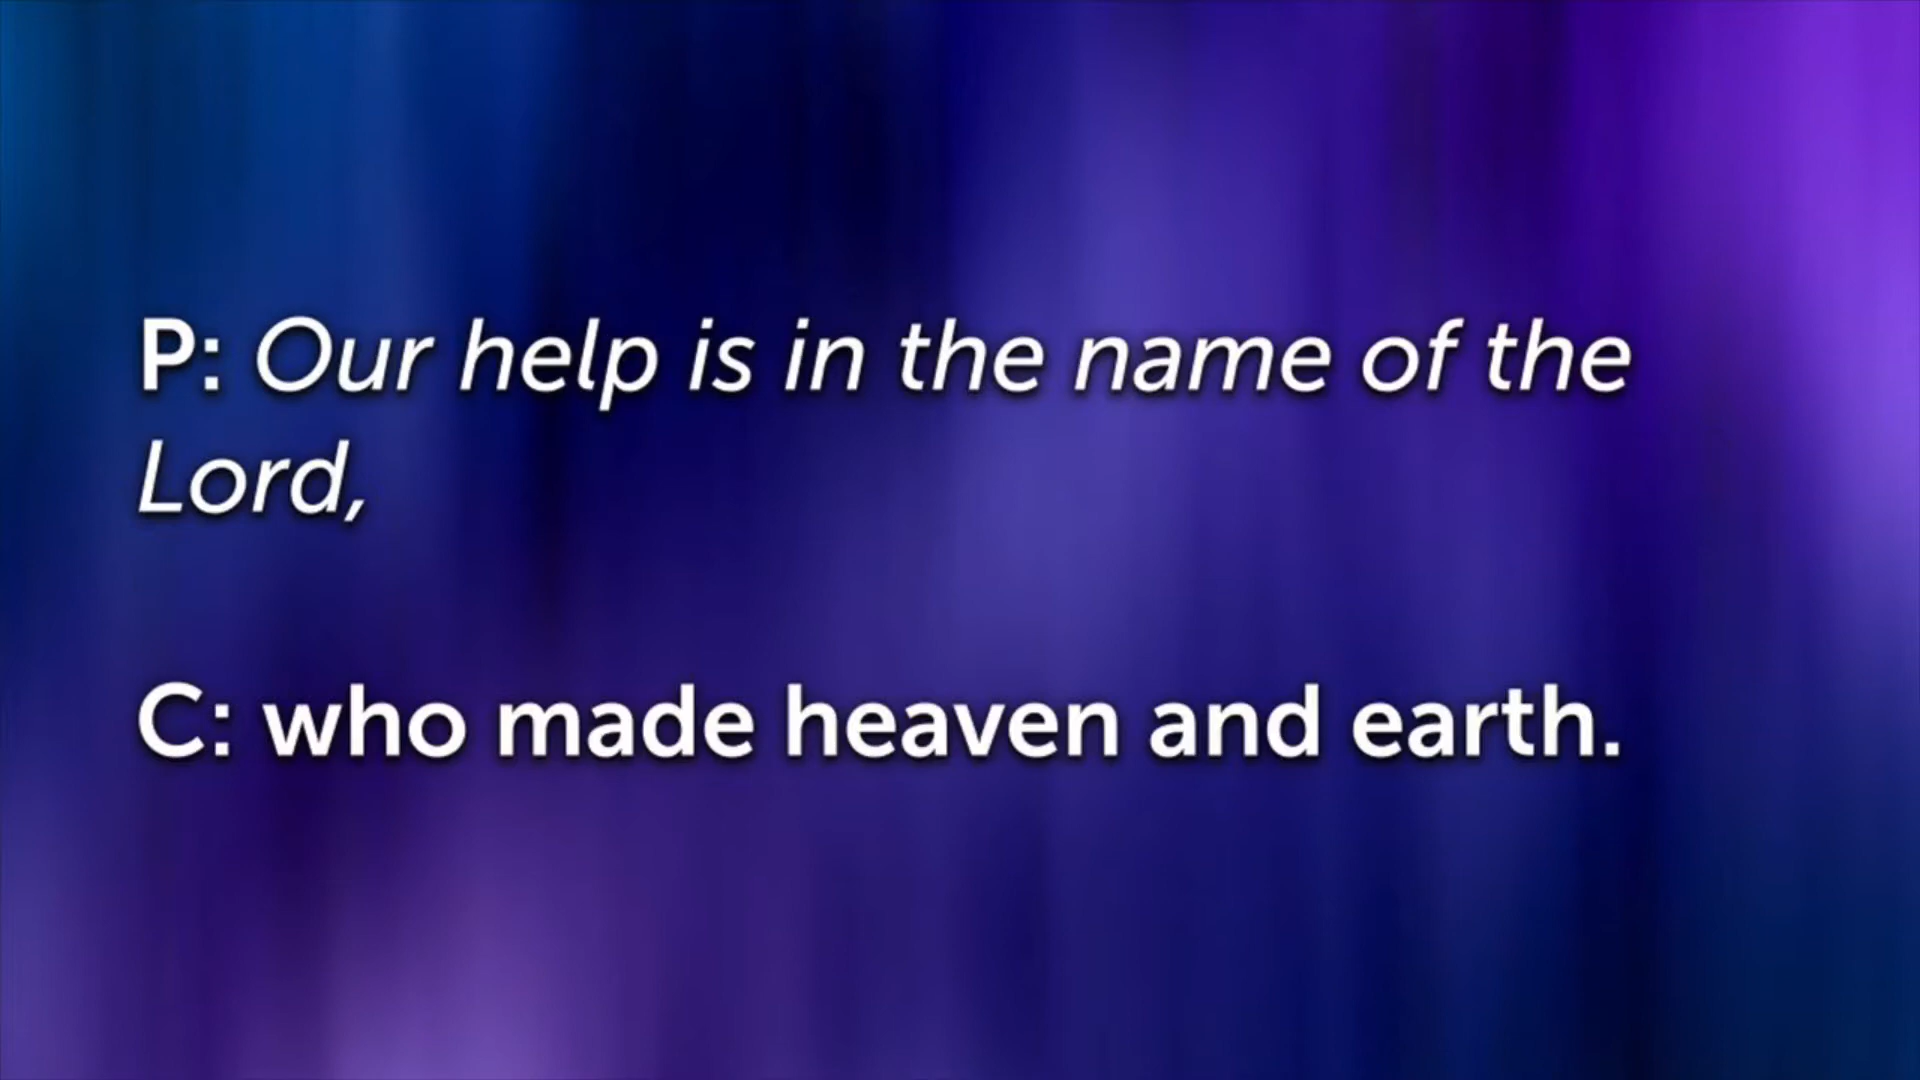 P: Our help is in the name of the
Lord,
C: who made heaven and earth.